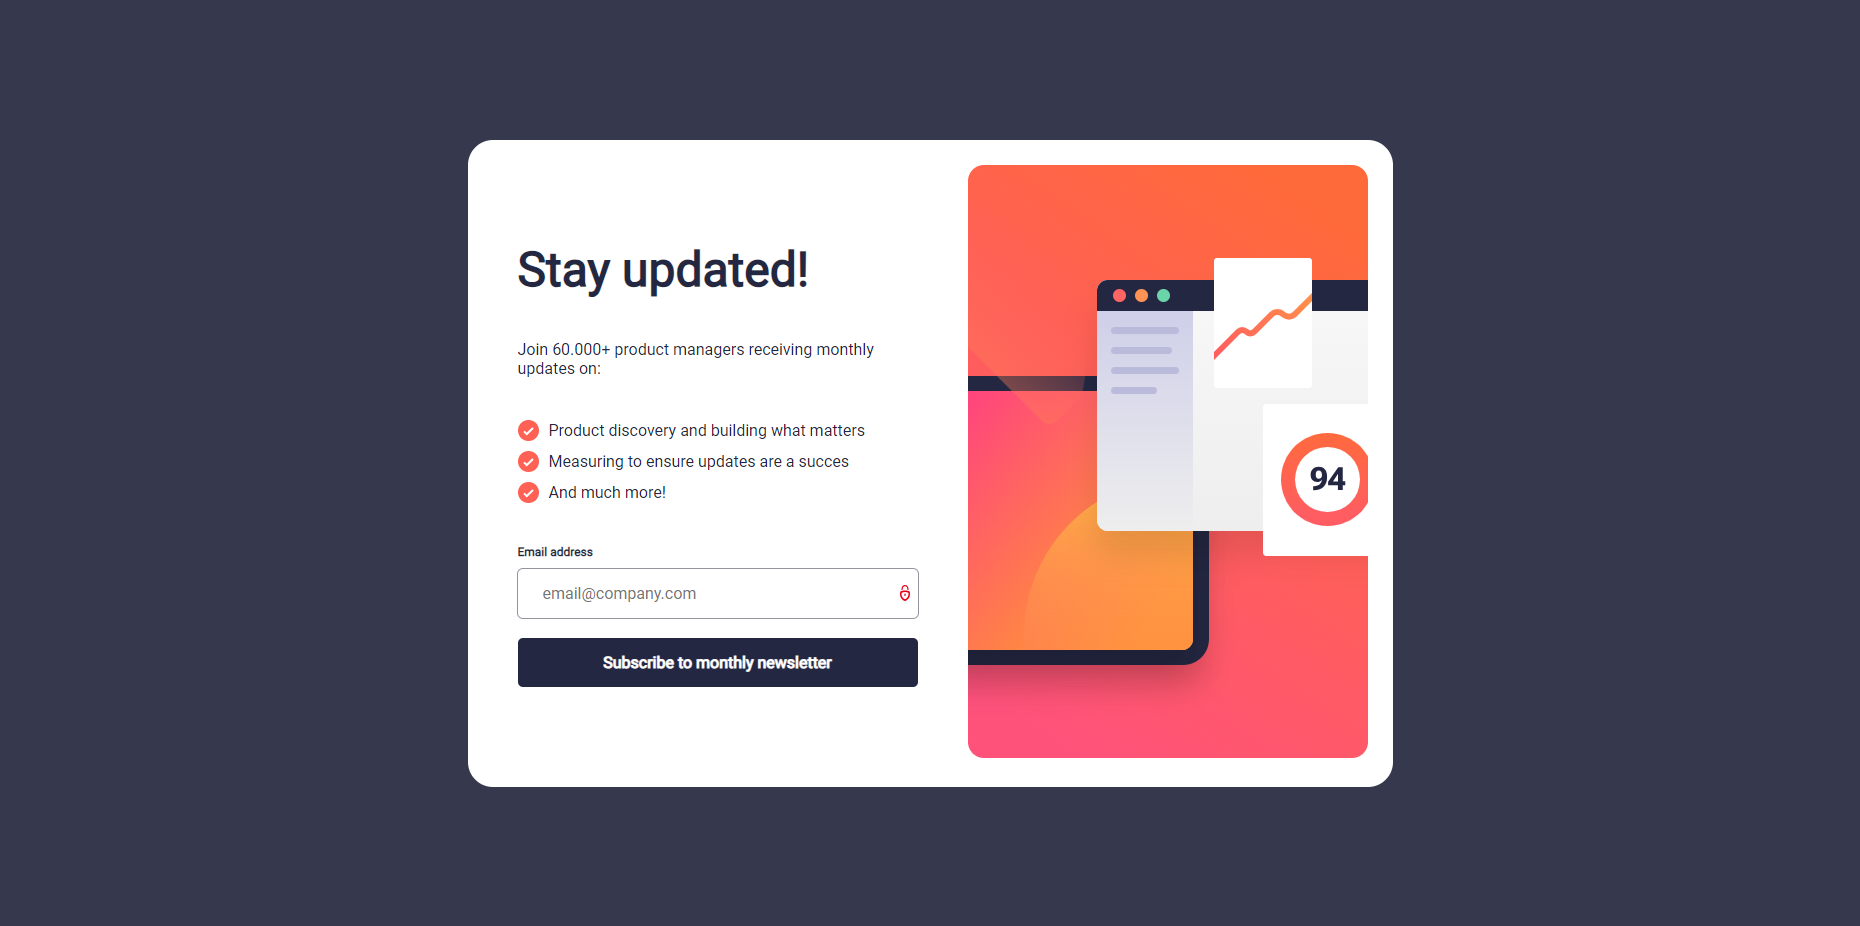 Stay updated!
Join 60.000+ product managers receiving monthly
updates on:
Product discovery and building what matters
Measuring to ensure updates are a succes
And much more!
Email address
email@company.com
Subscribe to monthly newsletter
94